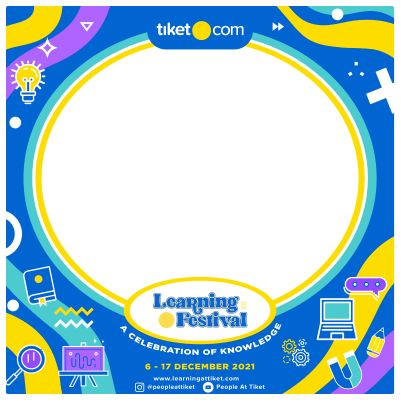 tiket.com
Learning
Festival
A CELEBRATION OF KNOWLEDGE
6 - 17 DECEMBER 2021
www.learningattiket.com
@peopleattiket People At Tiket